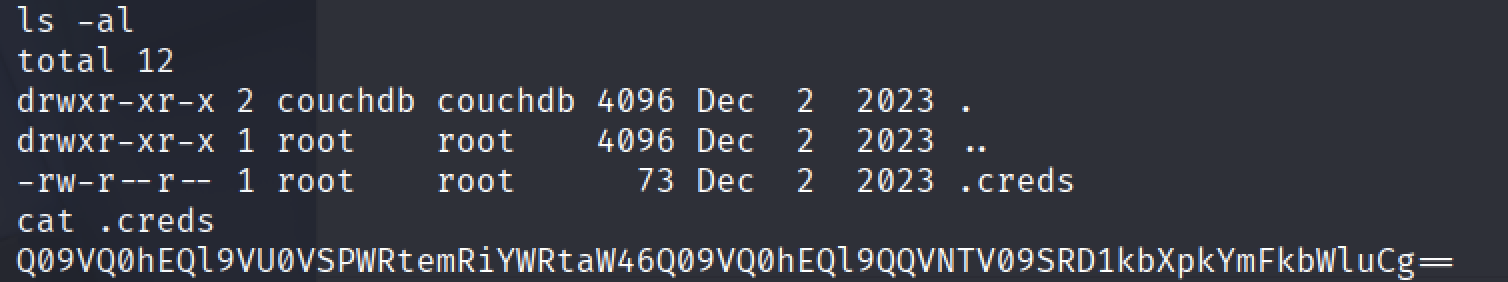 ls -al
total 12
drwxr-xr-x 2 couchdb couchdb 4096 Dec  2  2023 .
drwxr-xr-x 1 root    root    4096 Dec  2  2023 ..
-rw-r--r-- 1 root    root      73 Dec  2  2023 .creds
cat .creds
Q09VQ0hEQl9VU0VSPWRtemRiYWRtaW46Q09VQ0hEQl9QQVNTV09SRD1kbXpkYmFkbWluCg==